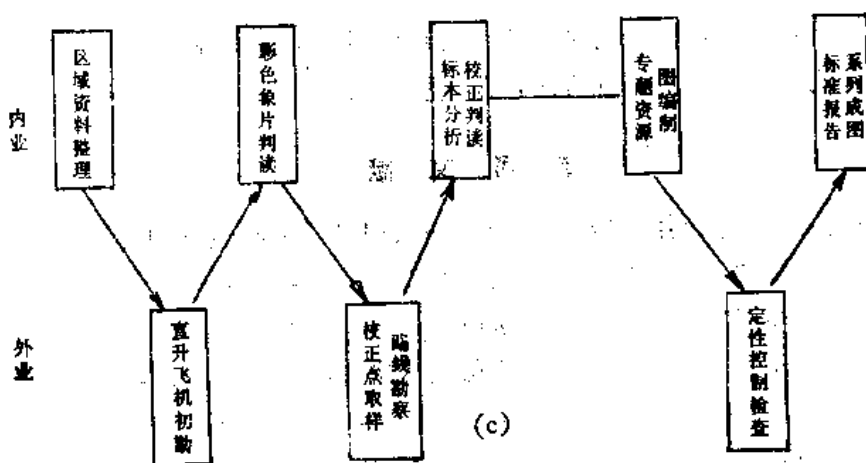 区域资料整理
彩色象片判读
校正判读
标本分析
图编制
专题资源
系列成图
标准报告
内业
外业
直升飞机初勘
路线勘察
校正点取样
定性控制检查
(c)